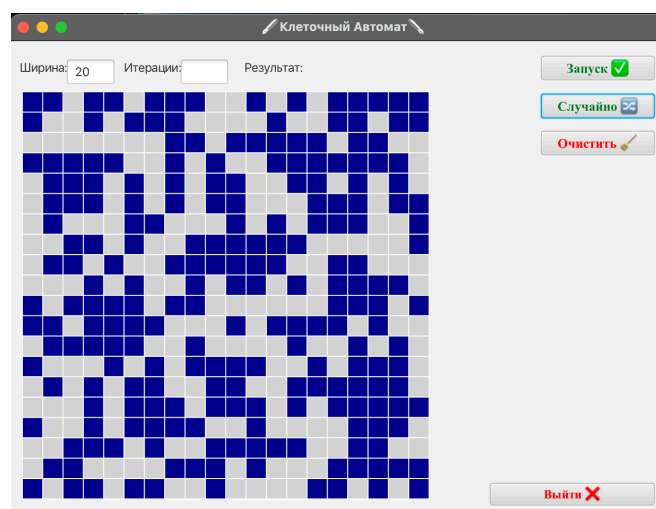 Клеточный Автомат
Ширина: 20 Итерации: Результат:
Запуск
Случайно
Очистить
Выйти